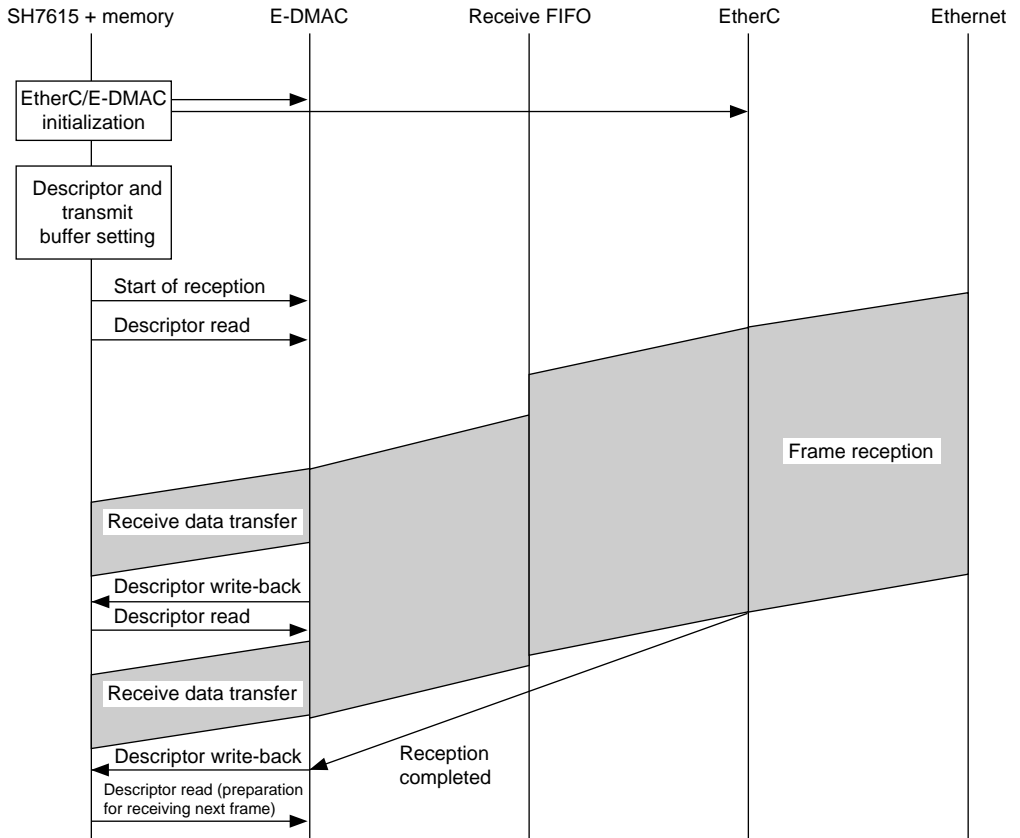 SH7615 + memory
E-DMAC
Receive FIFO
EtherC
Ethernet
EtherC/E-DMAC
initialization
Descriptor and
transmit
buffer setting
Start of reception
Descriptor read
Frame reception
Receive data transfer
Descriptor write-back
Descriptor read
Receive data transfer
Descriptor write-back
Reception
completed
Descriptor read (preparation
for receiving next frame)